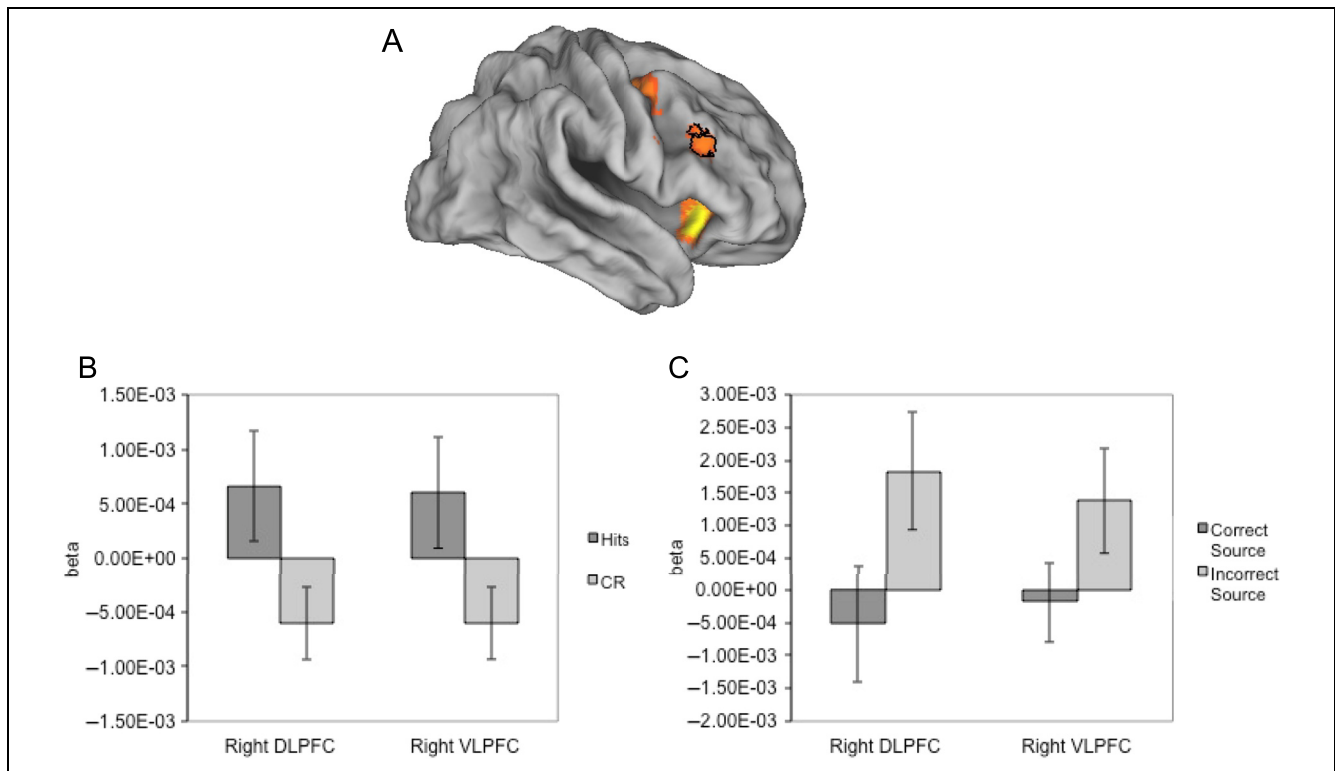 A
B
1.50E-03
1.00E-03
5.00E-04
0.00E+00
–5.00E-04
–1.00E-03
–1.50E-03
beta
Right DLPFC
Right VLPFC
Hits
CR
C
3.00E-03
2.50E-03
2.00E-03
1.50E-03
1.00E-03
5.00E-04
0.00E+00
–5.00E-04
–1.00E-03
–1.50E-03
–2.00E-03
beta
Right DLPFC
Right VLPFC
Correct
Source
Incorrect
Source